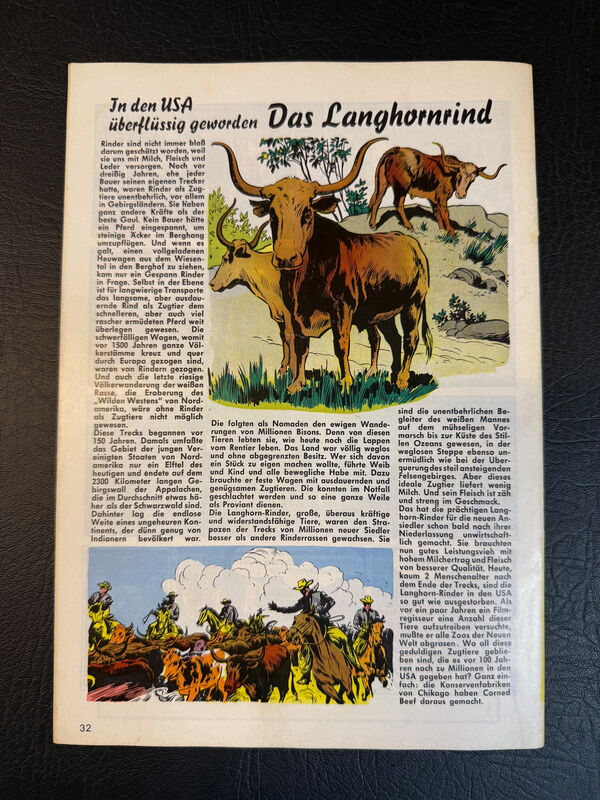 In den USA
überflüssig geworden
Das Langhornrind
Rinder sind nicht immer bloß
darum geschätzt worden, weil
sie uns mit Milch, Fleisch und
Leder versorgen. Noch vor
dreißig Jahren, ehe jeder
Bauer seinen eigenen Trecker
hatte, waren Rinder als Zug-
tiere unentbehrlich, vor allem
in Gebirgsländern. Sie haben
ganz andere Kräfte als der
beste Gaul. Kein Bauer hätte
ein Pferd eingespannt, um
steinige Äcker im Berghang
umzupflügen. Und wenn es
galt, einen vollgeladenen
Heuwagen aus dem Wiesen-
tal in den Berghof zu ziehen,
kam nur ein Gespann Rinder
in Frage. Selbst in der Ebene
ist für langwierige Transporte
das langsame, aber ausdau-
ernde Rind als Zugtier dem
schnelleren, aber auch viel
rascher ermüdeten Pferd weit
überlegen gewesen. Die
schwerfälligen Wagen, womit
vor 1500 Jahren ganze Völ-
kerstämme kreuz und quer
durch Europa gezogen sind,
waren von Rindern gezogen.
Und auch die letzte riesige
Völkerwanderung der weißen
Rasse, die Eroberung des
„Wilden Westens" von Nord-
amerika, wäre ohne Rinder
als Zugtiere nicht möglich
gewesen.
Diese Trecks begannen vor
150 Jahren. Damals umfaßte
das Gebiet der jungen Ver-
einigten Staaten von Nord-
amerika nur ein Elftel des
heutigen und endete auf dem
2300 Kilometer langen Ge-
birgswall der Appalachen,
die im Durchschnitt etwas hö-
her als der Schwarzwald sind.
Dahinter lag die endlose
Weite eines ungeheuren Kon-
tinents, der dünn genug von
Indianern bevölkert war.
Die folgten als Nomaden den ewigen Wande-
rungen von Millionen Bisons. Denn von diesen
Tieren lebten sie, wie heute noch die Lappen
vom Rentier leben. Das Land war völlig weglos
und ohne abgegrenzten Besitz. Wer sich davon
ein Stück zu eigen machen wollte, führte Weib
und Kind und alle bewegliche Habe mit. Dazu
brauchte er feste Wagen mit ausdauernden und
genügsamen Zugtieren. Die konnten im Notfall
geschlachtet werden und so eine ganze Weile
als Proviant dienen.
Die Langhorn-Rinder, große, überaus kräftige
und widerstandsfähige Tiere, waren den Stra-
pazen der Trecks von Millionen neuer Siedler
besser als andere Rinderrassen gewachsen. Sie
sind die unentbehrlichen Be-
gleiter des weißen Mannes
auf dem mühseligen Vor-
marsch bis zur Küste des Stil-
len Ozeans gewesen, in der
weglosen Steppe ebenso un-
ermüdlich wie bei der Über-
querung des steil ansteigenden
Felsengebirges. Aber dieses
ideale Zugtier liefert wenig
Milch. Und sein Fleisch ist zäh
und streng im Geschmack.
Das hat die prächtigen Lang-
horn-Rinder für die neuen An-
siedler schon bald nach ihrer
Niederlassung unwirtschaft-
lich gemacht. Sie brauchten
nun gutes Leistungsvieh mit
hohem Milchertrag und Fleisch
von besserer Qualität. Heute,
kaum 2 Menschenalter nach
dem Ende der Trecks, sind die
Langhorn-Rinder in den USA
so gut wie ausgestorben. Als
vor ein paar Jahren ein Film-
regisseur eine Anzahl dieser
Tiere aufzutreiben versuchte,
mußte er alle Zoos der Neuen
Welt abgrasen. Wo all diese
geduldigen Zugtiere geblie-
ben sind, die es vor 100 Jah-
ren noch zu Millionen in den
USA gegeben hat? Ganz ein-
fach: die Konservenfabriken
von Chikago haben Corned
Beef daraus gemacht.
32